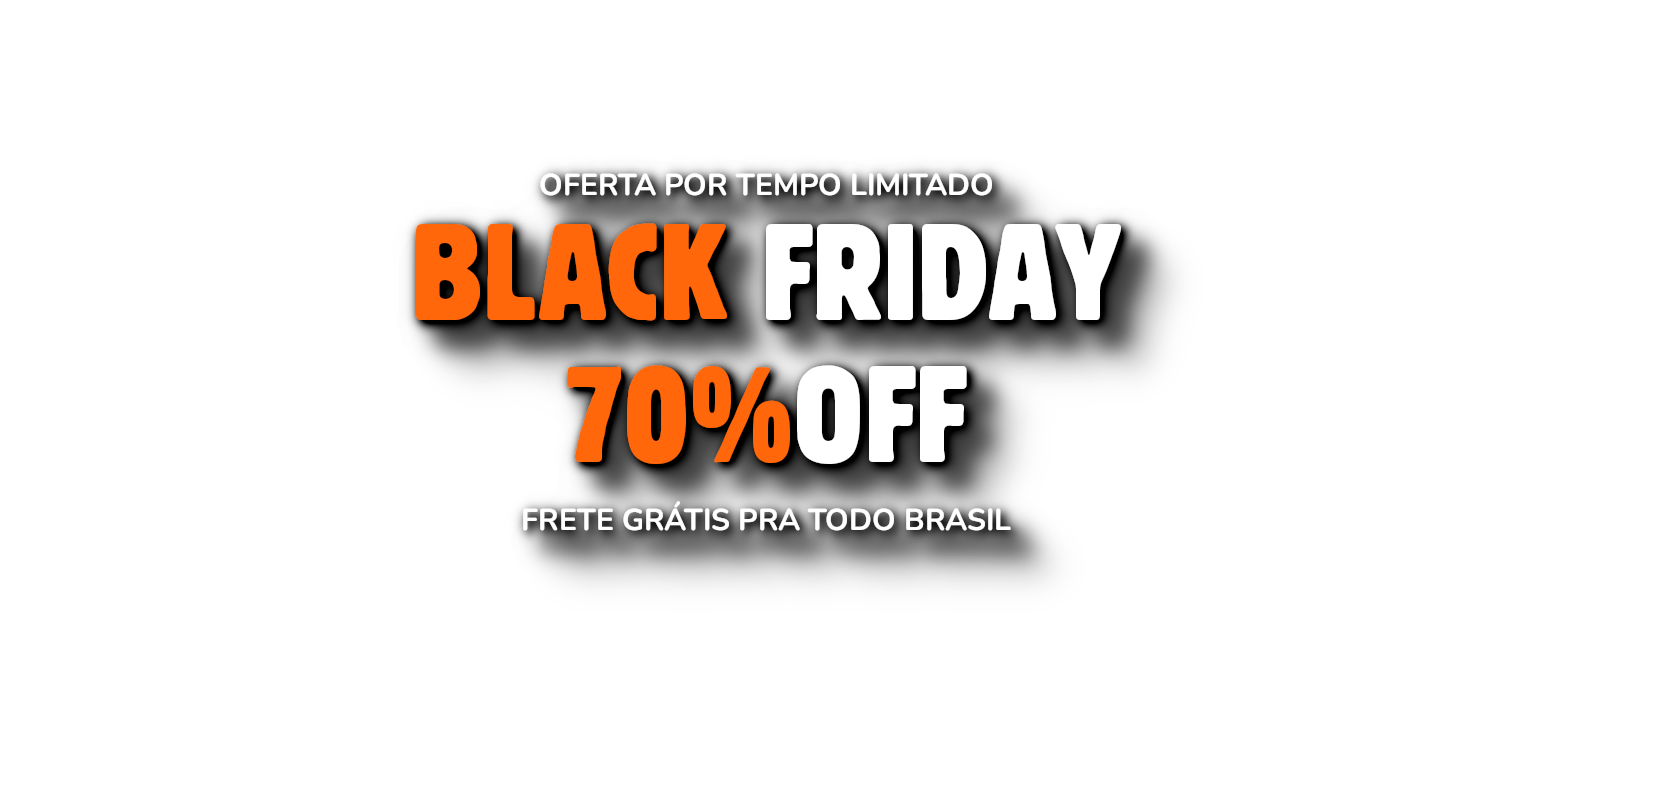 OFERTA POR TEMPO LIMITADO
BLACK FRIDAY
70%OFF
FRETE GRÁTIS PRA TODO BRASIL